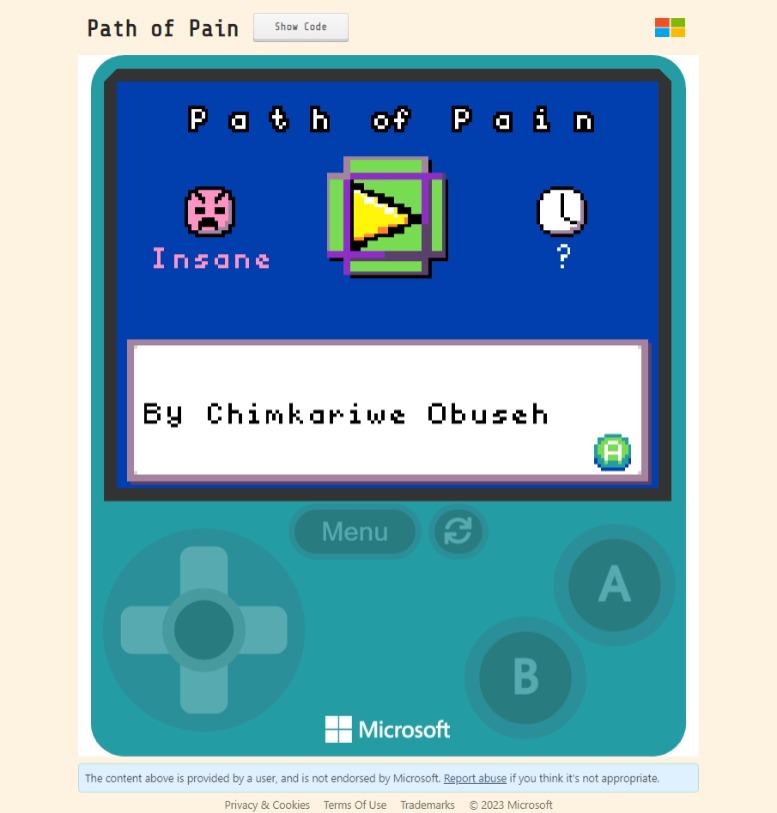 Path of Pain
Show Code
Path of Pain
Insane
?
By Chimkariwe Obuseh
A
Menu
A
B
Microsoft
The content above is provided by a user, and is not endorsed by Microsoft. Report abuse if you think it's not appropriate.
Privacy & Cookies Terms Of Use Trademarks © 2023 Microsoft